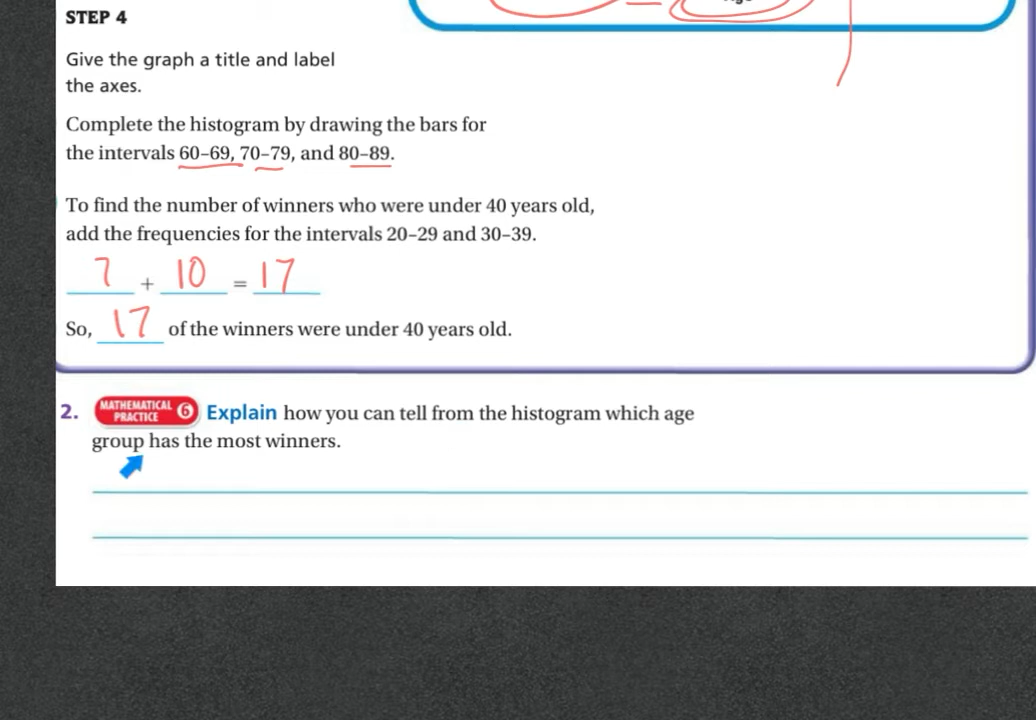 STEP 4
Give the graph a title and label
the axes.
Complete the histogram by drawing the bars for
the intervals 60–69, 70–79, and 80–89.
To find the number of winners who were under 40 years old,
add the frequencies for the intervals 20–29 and 30–39.
7 + 10 = 17
So, 17 of the winners were under 40 years old.
2. MATHEMATICAL PRACTICE 6 Explain how you can tell from the histogram which age
group has the most winners.